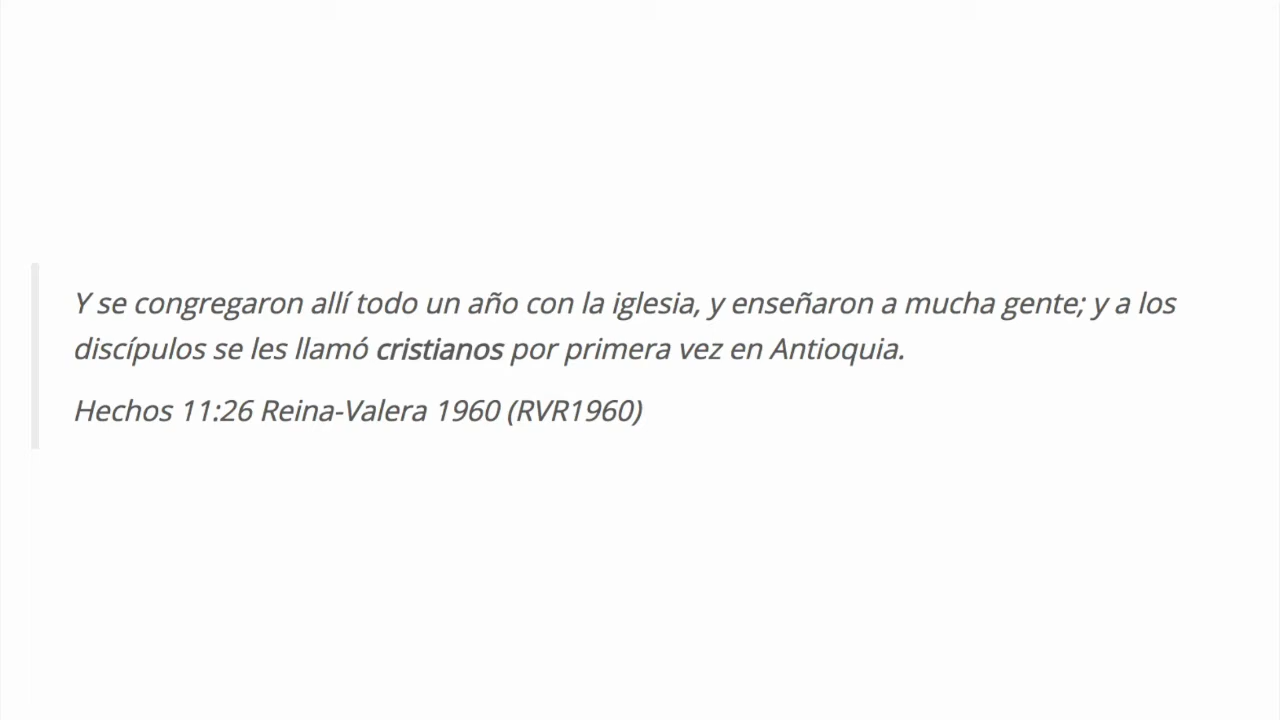 Y se congregaron allí todo un año con la iglesia, y enseñaron a mucha gente; y a los
discípulos se les llamó cristianos por primera vez en Antioquia.
Hechos 11:26 Reina-Valera 1960 (RVR1960)